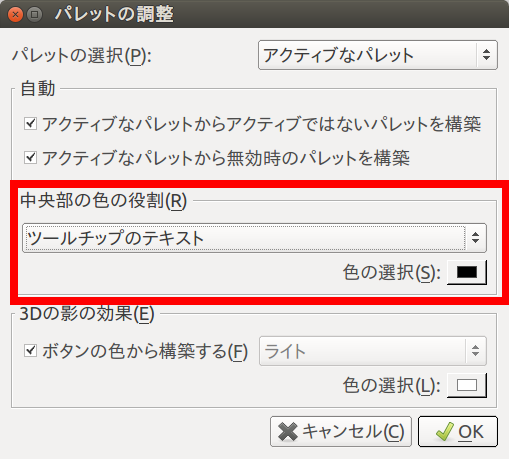 パレットの調整
パレットの選択(P): アクティブなパレット
自動
アクティブなパレットからアクティブではないパレットを構築
アクティブなパレットから無効時のパレットを構築
中央部の色の役割(R)
ツールチップのテキスト
色の選択(S):
3Dの影の効果(E)
ボタンの色から構築する(F) ライト
色の選択(L):
キャンセル(C) OK